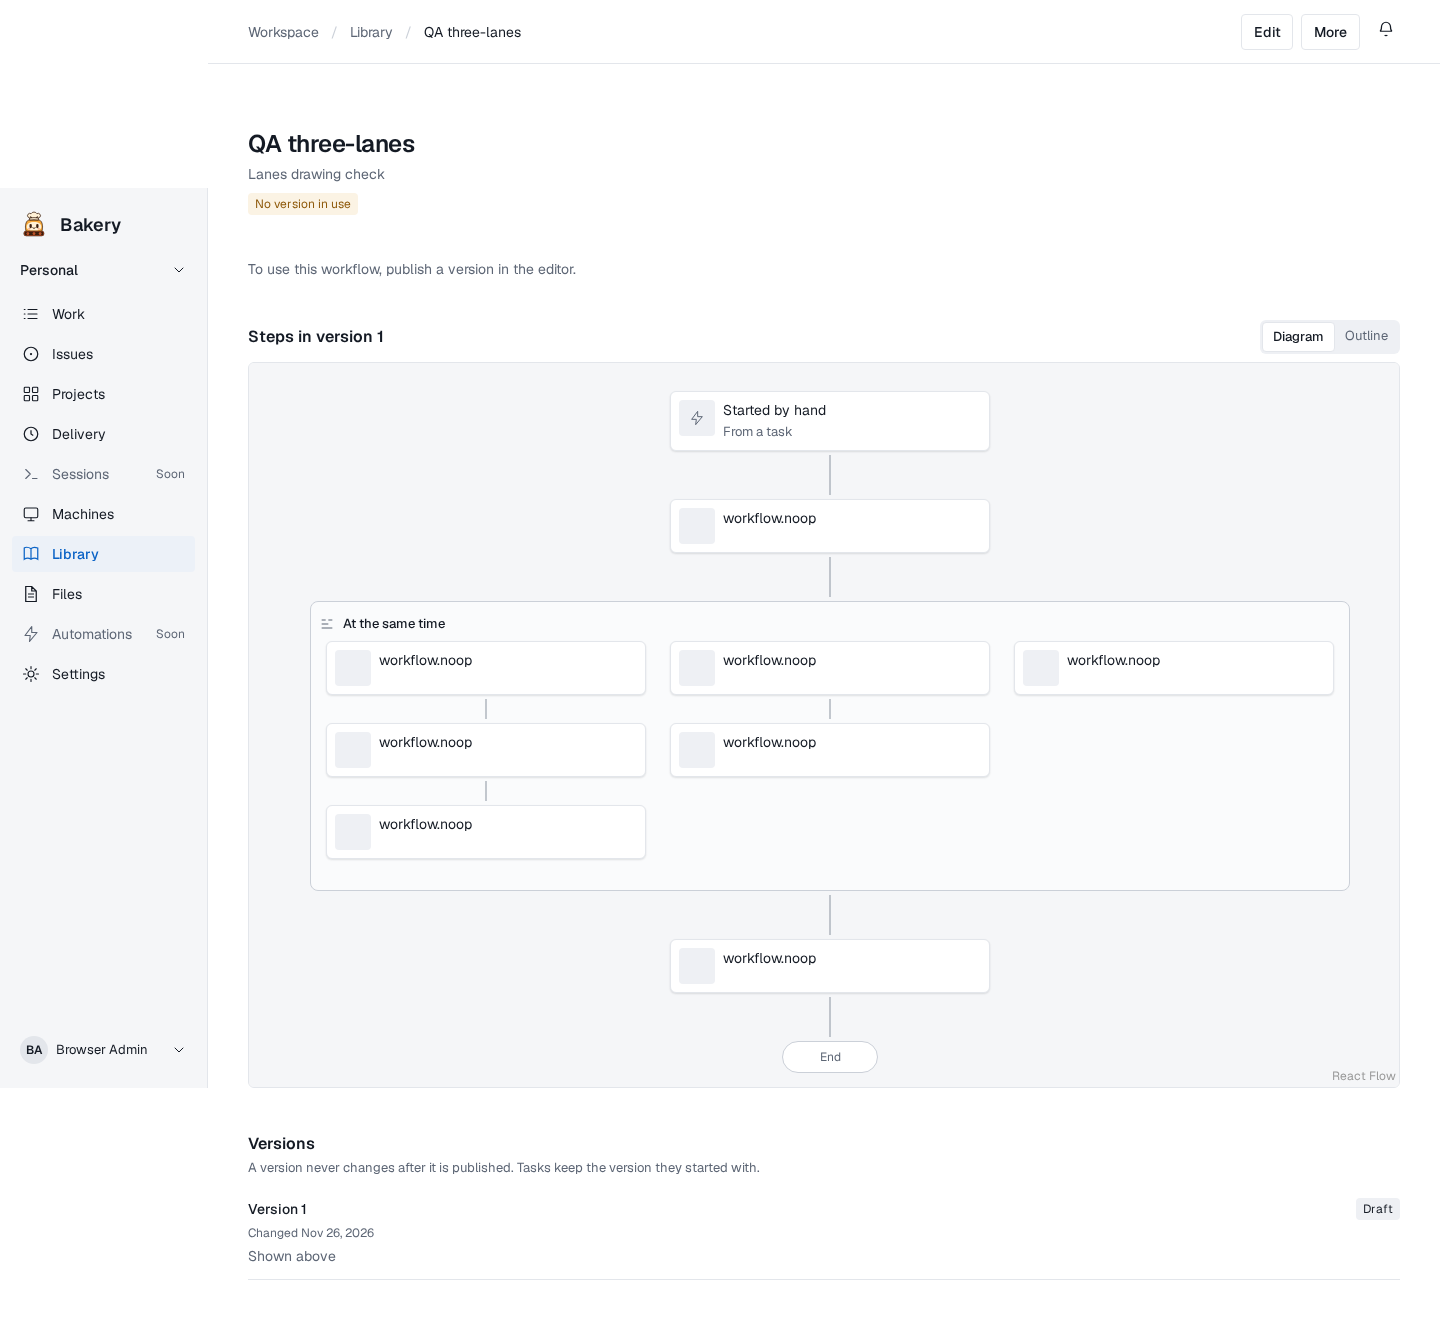 Workspace / Library / QA three-lanes
Edit
More
QA three-lanes
Lanes drawing check
No version in use
Bakery
Personal
Work
Issues
Projects
Delivery
Sessions Soon
Machines
Library
Files
Automations Soon
Settings
BA Browser Admin
To use this workflow, publish a version in the editor.
Steps in version 1
Diagram
Outline
Started by hand
From a task
workflow.noop
At the same time
workflow.noop
workflow.noop
workflow.noop
workflow.noop
workflow.noop
workflow.noop
workflow.noop
End
React Flow
Versions
A version never changes after it is published. Tasks keep the version they started with.
Version 1
Draft
Changed Nov 26, 2026
Shown above